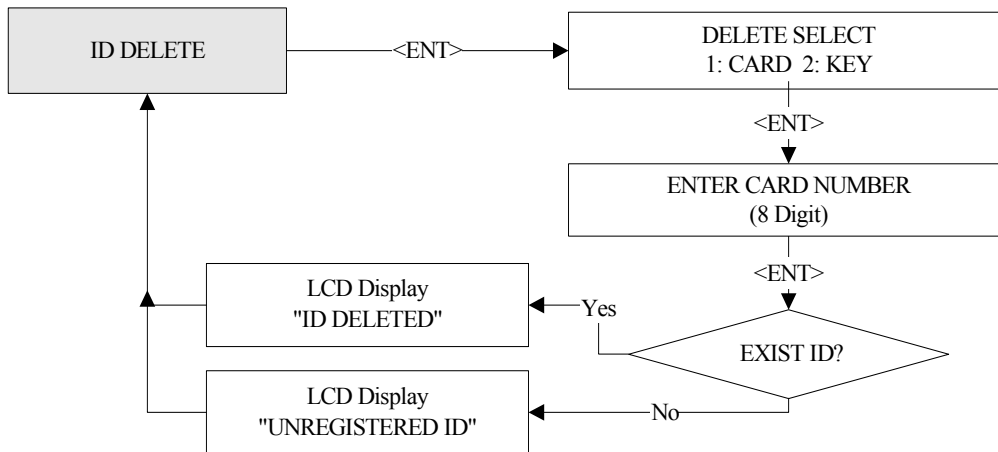 ID DELETE
<ENT>
DELETE SELECT
1: CARD  2: KEY
<ENT>
ENTER CARD NUMBER
(8 Digit)
<ENT>
EXIST ID?
Yes
LCD Display
"ID DELETED"
No
LCD Display
"UNREGISTERED ID"